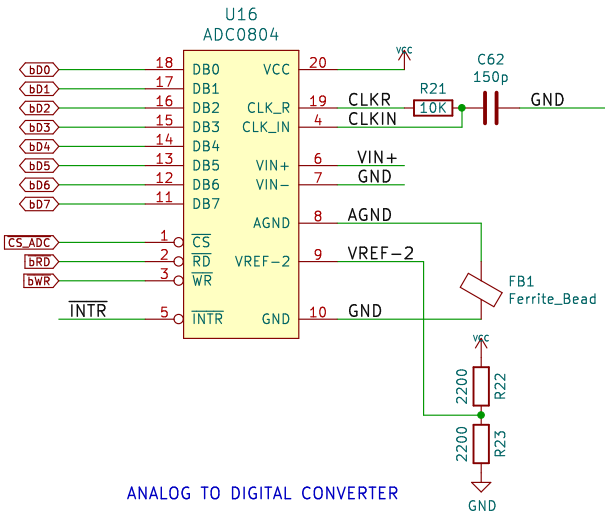 U16
ADC0804
VCC
C62
150p
bD0 18 DB0 VCC 20
bD1 17 DB1
R21
bD2 16 DB2 CLK_R 19 CLKR 10K GND
bD3 15 DB3 CLK_IN 4 CLKIN
bD4 14 DB4
bD5 13 DB5 VIN+ 6 VIN+
bD6 12 DB6 VIN- 7 GND
bD7 11 DB7
AGND 8 AGND
CS_ADC 1 CS
bRD 2 RD VREF-2 9 VREF-2
bWR 3 WR
FB1
Ferrite_Bead
INTR 5 INTR GND 10 GND
VCC
2200 R22
2200 R23
ANALOG TO DIGITAL CONVERTER
GND